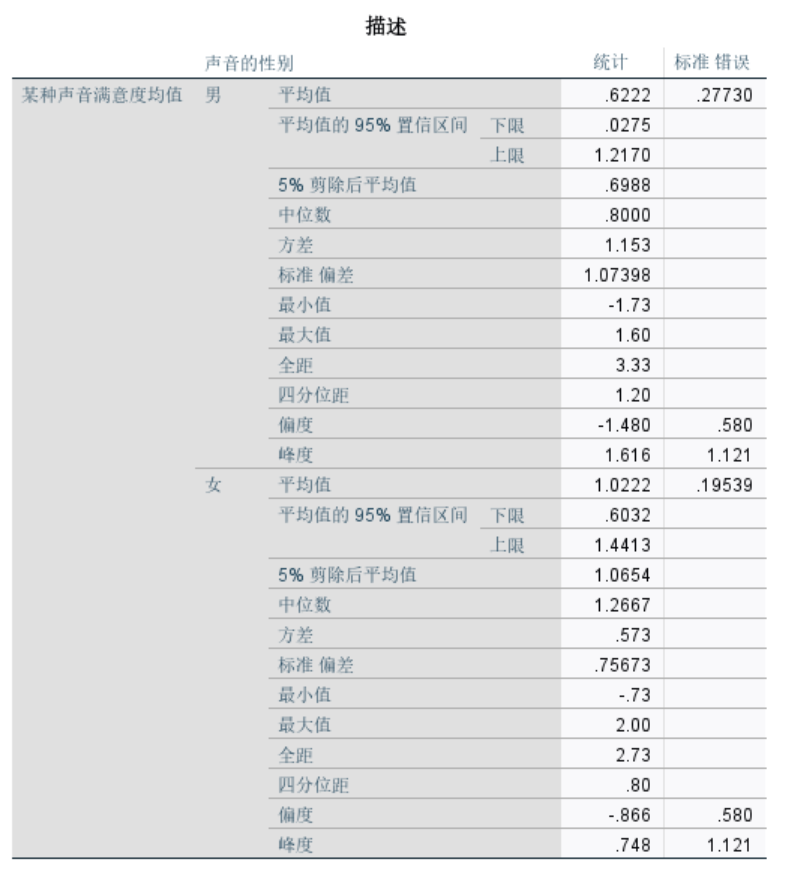 描述
声音的性别 统计 标准 错误
某种声音满意度均值 男 平均值 .6222 .27730
平均值的 95% 置信区间 下限 .0275
上限 1.2170
5% 剪除后平均值 .6988
中位数 .8000
方差 1.153
标准 偏差 1.07398
最小值 -1.73
最大值 1.60
全距 3.33
四分位距 1.20
偏度 -1.480 .580
峰度 1.616 1.121
女 平均值 1.0222 .19539
平均值的 95% 置信区间 下限 .6032
上限 1.4413
5% 剪除后平均值 1.0654
中位数 1.2667
方差 .573
标准 偏差 .75673
最小值 -.73
最大值 2.00
全距 2.73
四分位距 .80
偏度 -.866 .580
峰度 .748 1.121